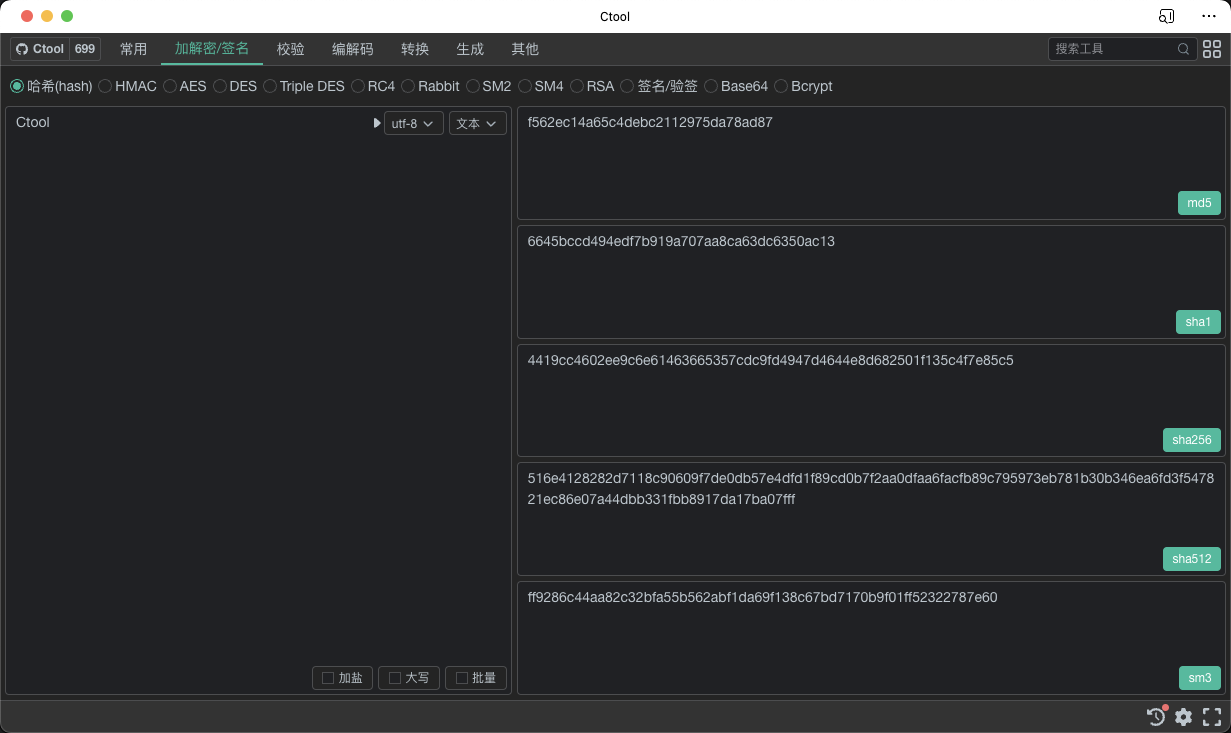 Ctool
Ctool 699 常用 加解密/签名 校验 编解码 转换 生成 其他 搜索工具
哈希(hash) HMAC AES DES Triple DES RC4 Rabbit SM2 SM4 RSA 签名/验签 Base64 Bcrypt
Ctool utf-8 文本
f562ec14a65c4debc2112975da78ad87
md5
6645bccd494edf7b919a707aa8ca63dc6350ac13
sha1
4419cc4602ee9c6e61463665357cdc9fd4947d4644e8d682501f135c4f7e85c5
sha256
516e4128282d7118c90609f7de0db57e4dfd1f89cd0b7f2aa0dfaa6facfb89c795973eb781b30b346ea6fd3f5478
21ec86e07a44dbb331fbb8917da17ba07fff
sha512
ff9286c44aa82c32bfa55b562abf1da69f138c67bd7170b9f01ff52322787e60
加盐 大写 批量
sm3